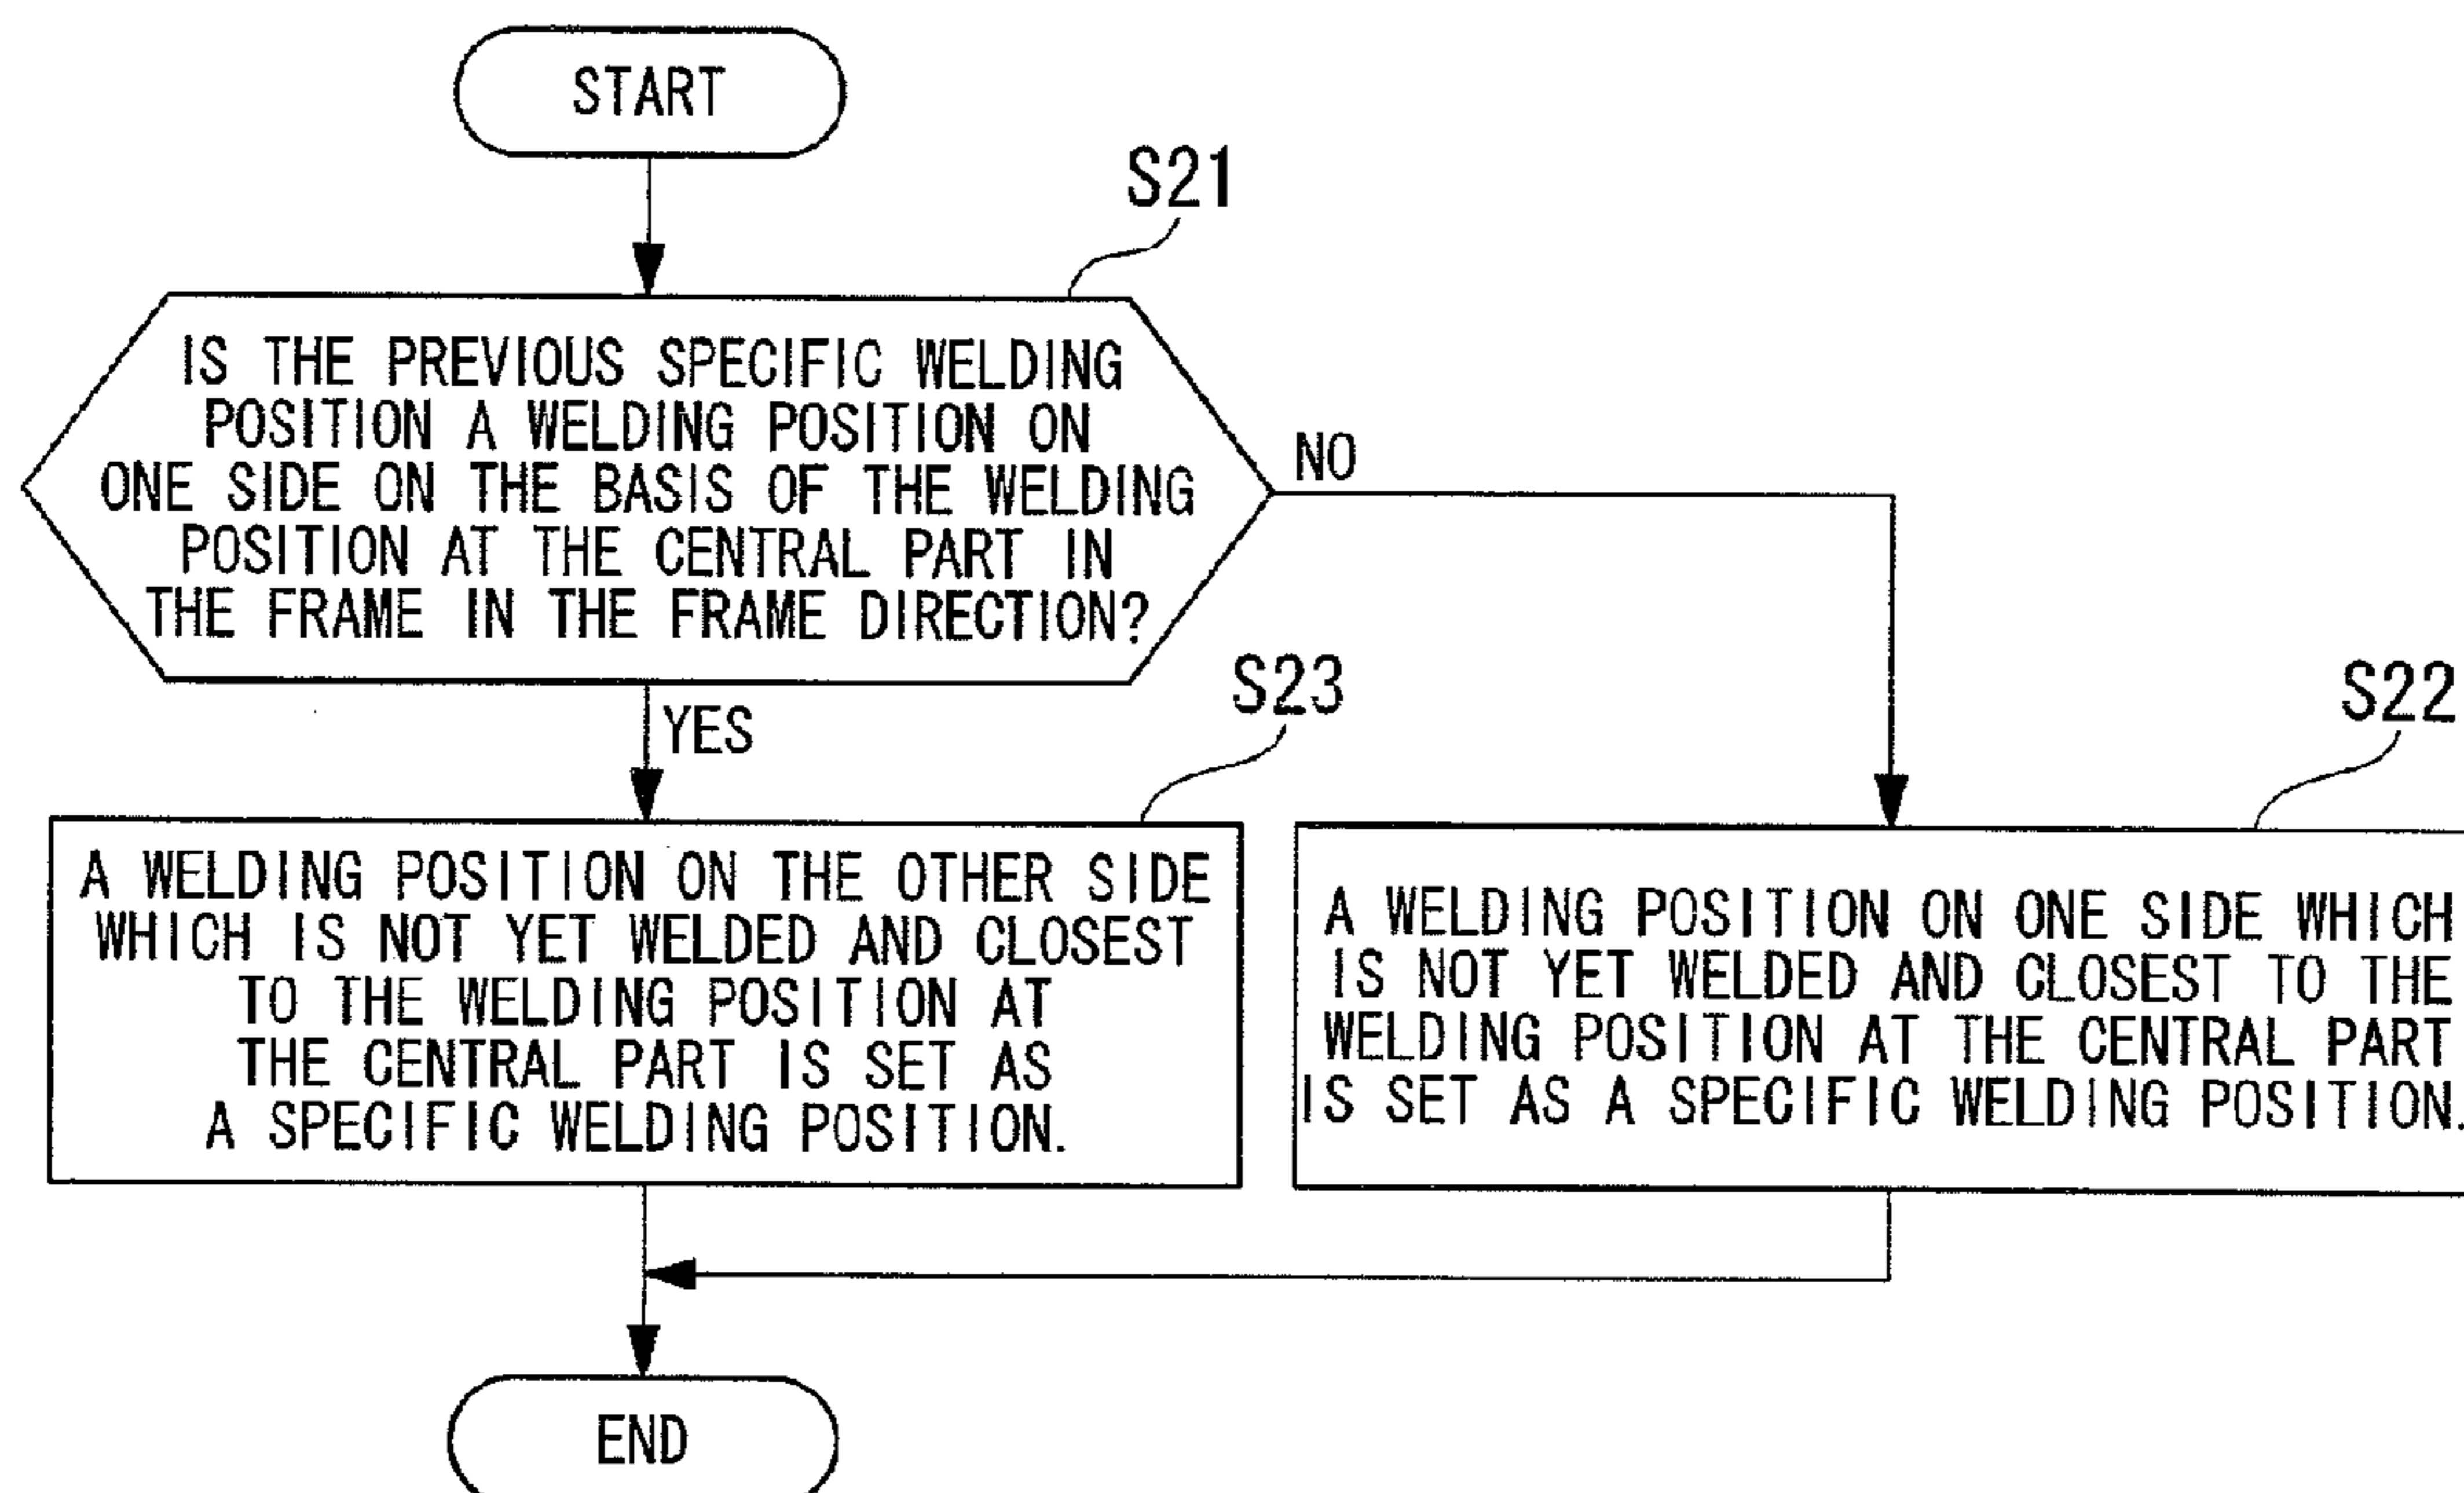 START
S21
IS THE PREVIOUS SPECIFIC WELDING
POSITION A WELDING POSITION ON
ONE SIDE ON THE BASIS OF THE WELDING
POSITION AT THE CENTRAL PART IN
THE FRAME IN THE FRAME DIRECTION?
NO
YES
S23
A WELDING POSITION ON THE OTHER SIDE
WHICH IS NOT YET WELDED AND CLOSEST
TO THE WELDING POSITION AT
THE CENTRAL PART IS SET AS
A SPECIFIC WELDING POSITION.
S22
A WELDING POSITION ON ONE SIDE WHICH
IS NOT YET WELDED AND CLOSEST TO THE
WELDING POSITION AT THE CENTRAL PART
IS SET AS A SPECIFIC WELDING POSITION.
END